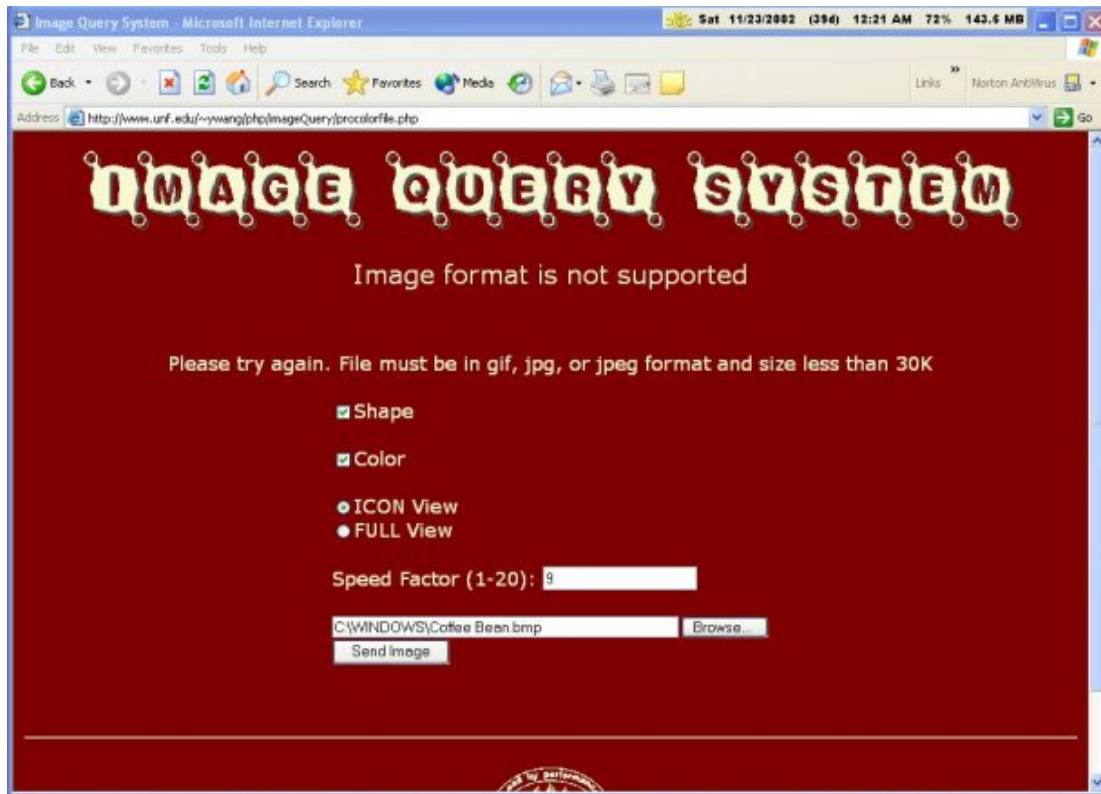 Image Query System - Microsoft Internet Explorer
Sat 11/23/2002 (39d) 12:21 AM 72% 143.6 MB
File Edit View Favorites Tools Help
Back Search Favorites Media Links » Norton AntiVirus
Address http://www.unf.edu/~ywang/php/imageQuery/procolorfile.php Go
IMAGE QUERY SYSTEM
Image format is not supported
Please try again. File must be in gif, jpg, or jpeg format and size less than 30K
Shape
Color
ICON View
FULL View
Speed Factor (1-20): 9
C:\WINDOWS\Coffee Bean.bmp Browse...
Send Image
by performan